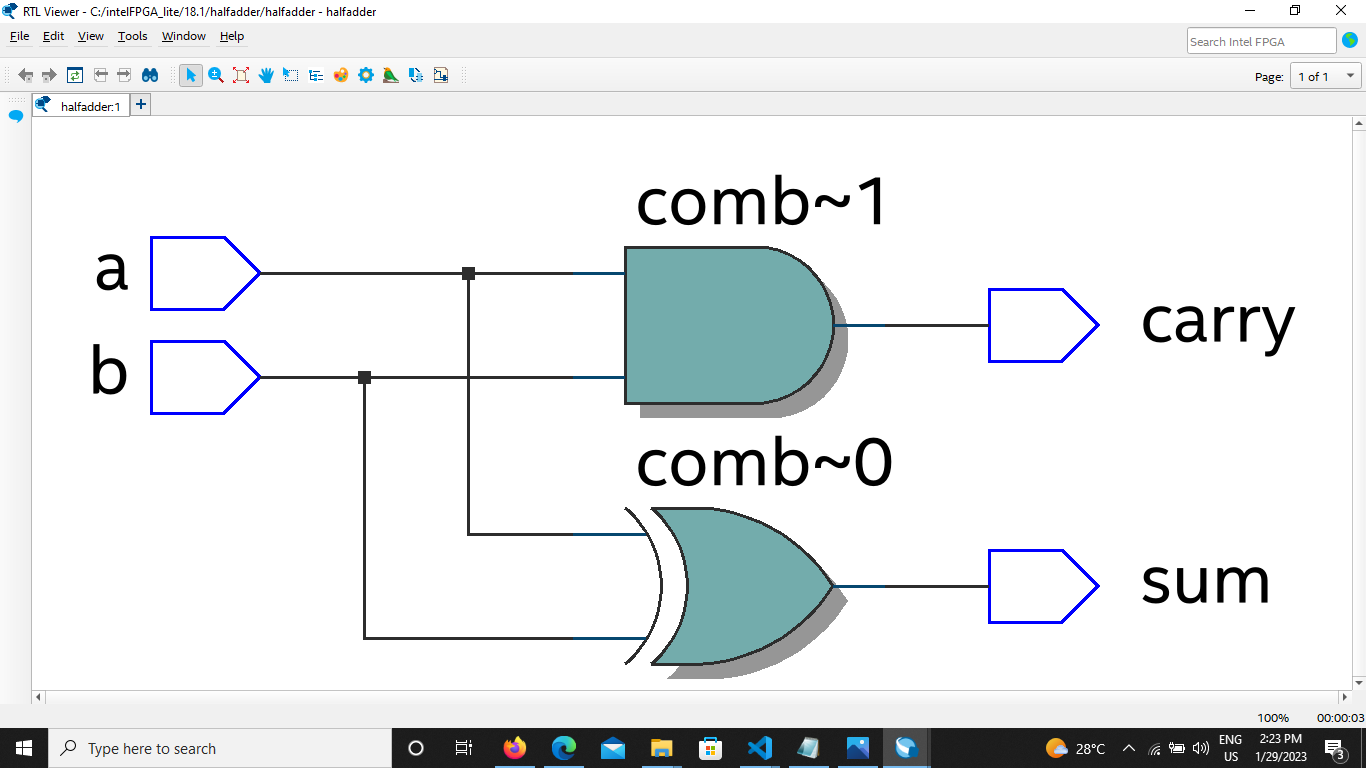 RTL Viewer - C:/intelFPGA_lite/18.1/halfadder/halfadder - halfadder
File Edit View Tools Window Help
Search Intel FPGA
Page: 1 of 1
halfadder:1
comb~1
a
carry
b
comb~0
sum
100% 00:00:03
Type here to search
28°C
ENG
US
2:23 PM
1/29/2023
3